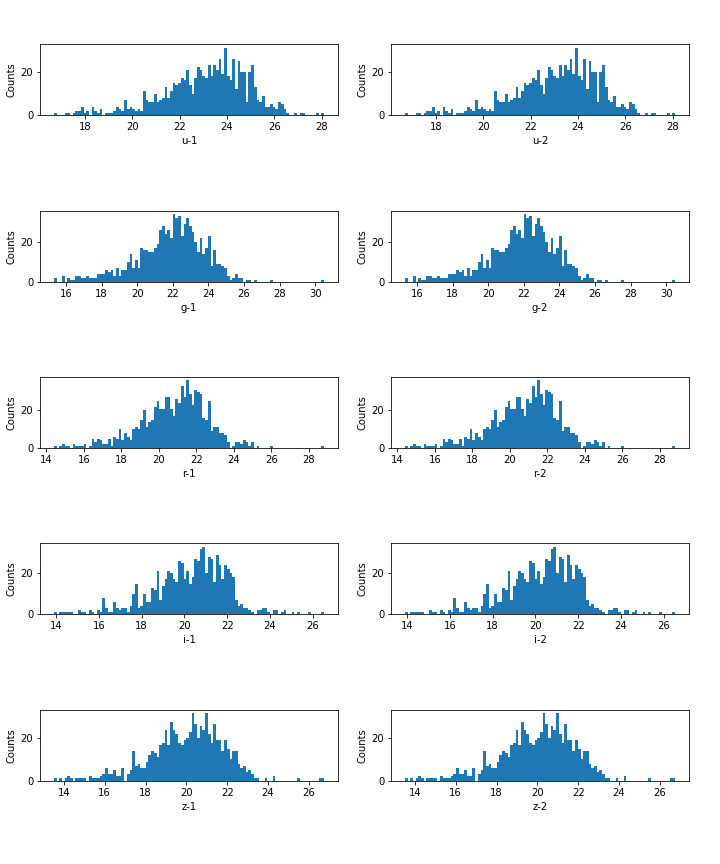 Counts 20 0 18 20 22 24 26 28 u-1
20 0 18 20 22 24 26 28 u-2
Counts 20 0 16 18 20 22 24 26 28 30 g-1
Counts 20 0 16 18 20 22 24 26 28 30 g-2
Counts 20 0 14 16 18 20 22 24 26 28 r-1
Counts 20 0 14 16 18 20 22 24 26 28 r-2
Counts 20 0 14 16 18 20 22 24 26 i-1
Counts 20 0 14 16 18 20 22 24 26 i-2
Counts 20 0 14 16 18 20 22 24 26 z-1
Counts 20 0 14 16 18 20 22 24 26 z-2